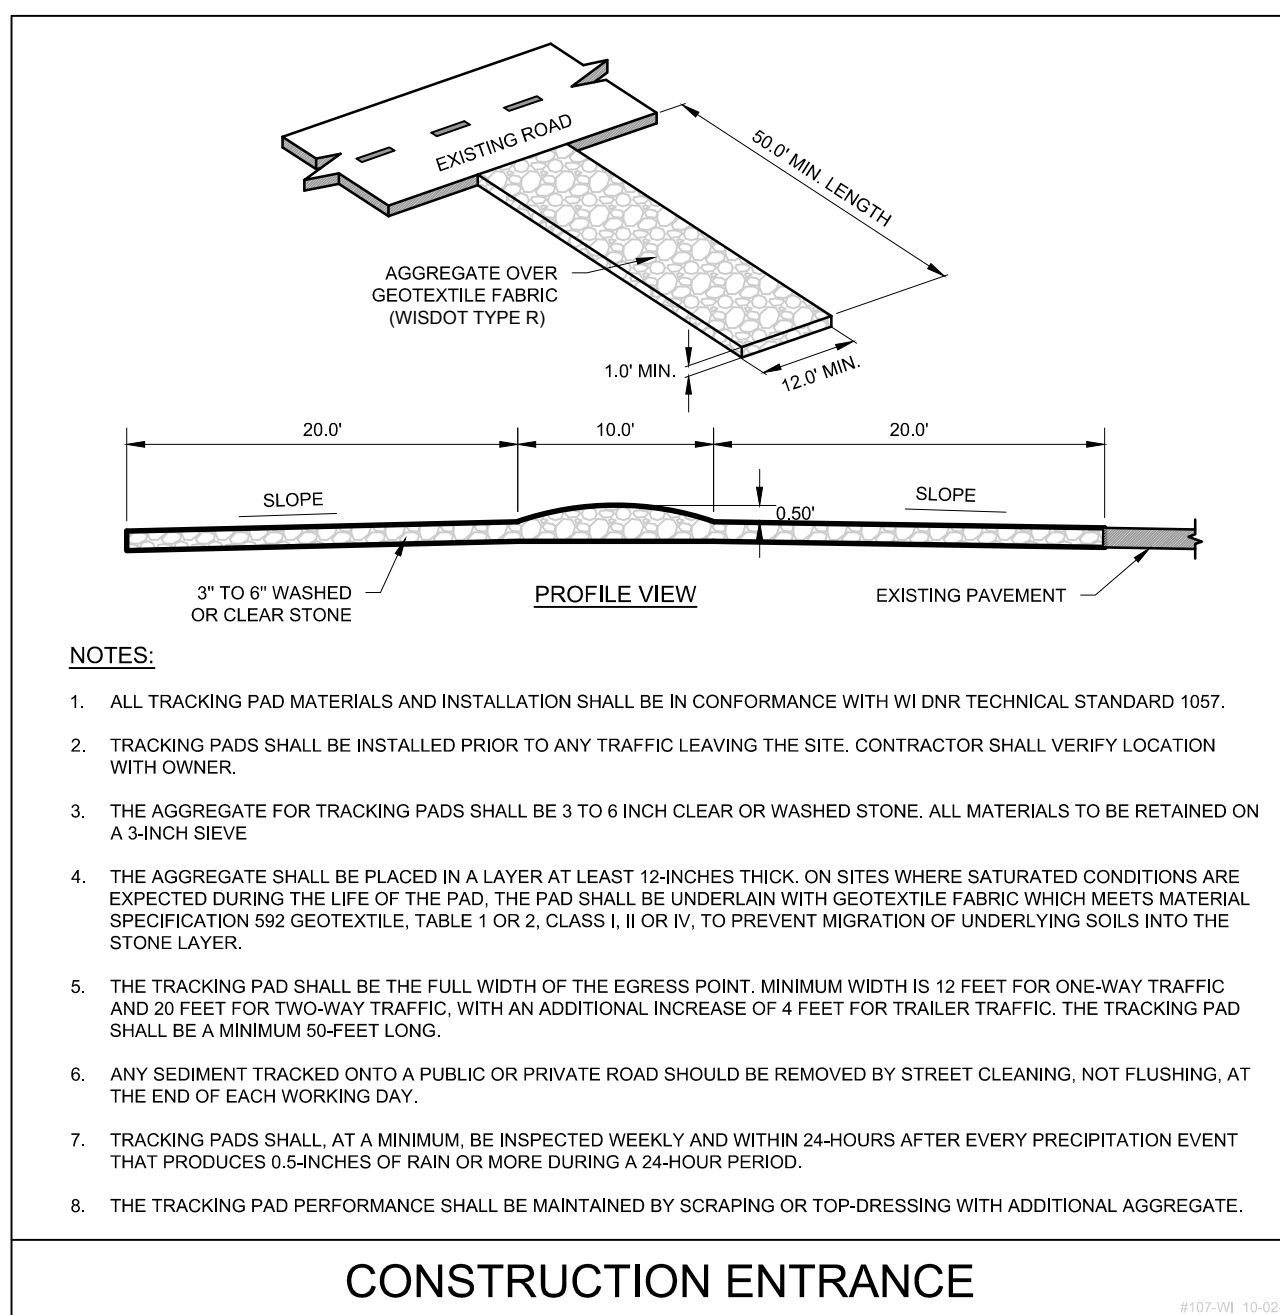 EXISTING ROAD
50.0' MIN. LENGTH
AGGREGATE OVER
GEOTEXTILE FABRIC
(WISDOT TYPE R)
1.0' MIN.
12.0' MIN.
20.0'
10.0'
20.0'
SLOPE
SLOPE
0.50'
3" TO 6" WASHED
OR CLEAR STONE
PROFILE VIEW
EXISTING PAVEMENT
NOTES:
1. ALL TRACKING PAD MATERIALS AND INSTALLATION SHALL BE IN CONFORMANCE WITH WI DNR TECHNICAL STANDARD 1057.
2. TRACKING PADS SHALL BE INSTALLED PRIOR TO ANY TRAFFIC LEAVING THE SITE. CONTRACTOR SHALL VERIFY LOCATION
WITH OWNER.
3. THE AGGREGATE FOR TRACKING PADS SHALL BE 3 TO 6 INCH CLEAR OR WASHED STONE. ALL MATERIALS TO BE RETAINED ON
A 3-INCH SIEVE
4. THE AGGREGATE SHALL BE PLACED IN A LAYER AT LEAST 12-INCHES THICK. ON SITES WHERE SATURATED CONDITIONS ARE
EXPECTED DURING THE LIFE OF THE PAD, THE PAD SHALL BE UNDERLAIN WITH GEOTEXTILE FABRIC WHICH MEETS MATERIAL
SPECIFICATION 592 GEOTEXTILE, TABLE 1 OR 2, CLASS I, II OR IV, TO PREVENT MIGRATION OF UNDERLYING SOILS INTO THE
STONE LAYER.
5. THE TRACKING PAD SHALL BE THE FULL WIDTH OF THE EGRESS POINT. MINIMUM WIDTH IS 12 FEET FOR ONE-WAY TRAFFIC
AND 20 FEET FOR TWO-WAY TRAFFIC, WITH AN ADDITIONAL INCREASE OF 4 FEET FOR TRAILER TRAFFIC. THE TRACKING PAD
SHALL BE A MINIMUM 50-FEET LONG.
6. ANY SEDIMENT TRACKED ONTO A PUBLIC OR PRIVATE ROAD SHOULD BE REMOVED BY STREET CLEANING, NOT FLUSHING, AT
THE END OF EACH WORKING DAY.
7. TRACKING PADS SHALL, AT A MINIMUM, BE INSPECTED WEEKLY AND WITHIN 24-HOURS AFTER EVERY PRECIPITATION EVENT
THAT PRODUCES 0.5-INCHES OF RAIN OR MORE DURING A 24-HOUR PERIOD.
8. THE TRACKING PAD PERFORMANCE SHALL BE MAINTAINED BY SCRAPING OR TOP-DRESSING WITH ADDITIONAL AGGREGATE.
CONSTRUCTION ENTRANCE
#107-WI 10-02